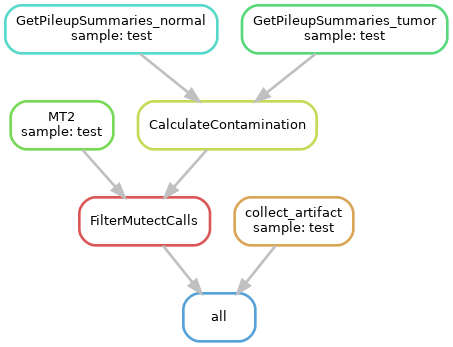 GetPileupSummaries_normal
sample: test
GetPileupSummaries_tumor
sample: test
MT2
sample: test
CalculateContamination
FilterMutectCalls
collect_artifact
sample: test
all